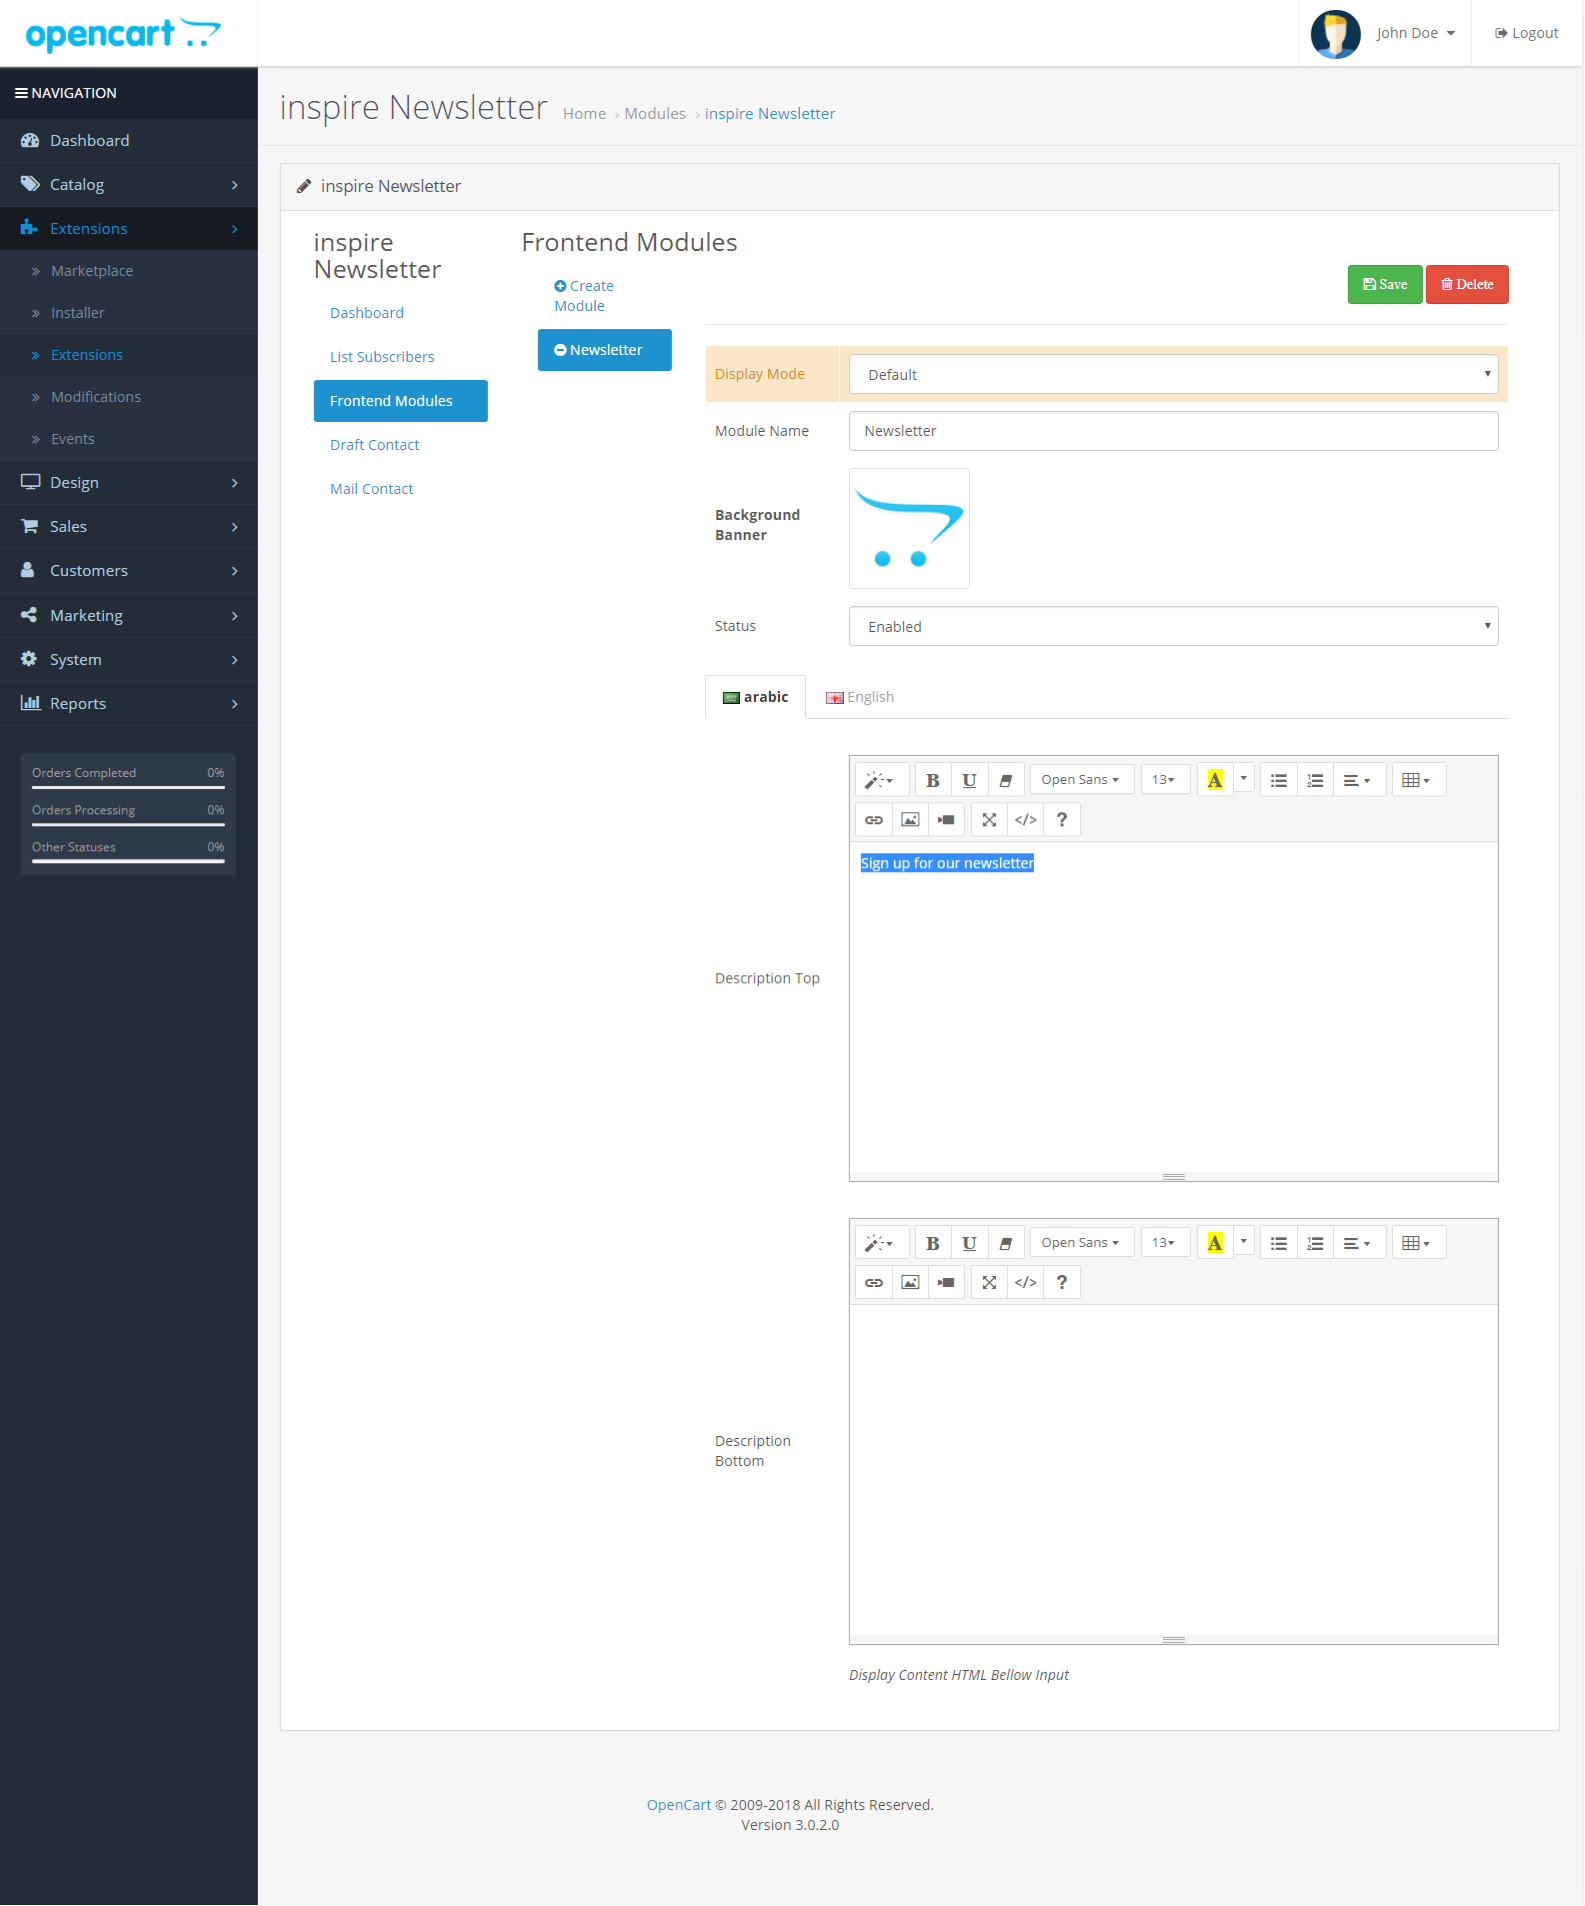 opencart
John Doe
Logout
NAVIGATION
Dashboard
Catalog
Extensions
Marketplace
Installer
Extensions
Modifications
Events
Design
Sales
Customers
Marketing
System
Reports
Orders Completed 0%
Orders Processing 0%
Other Statuses 0%
inspire Newsletter Home › Modules › inspire Newsletter
inspire Newsletter
inspire
Newsletter
Dashboard
List Subscribers
Frontend Modules
Draft Contact
Mail Contact
Frontend Modules
Create
Module
Newsletter
Save Delete
Display Mode Default
Module Name Newsletter
Background
Banner
Status Enabled
arabic English
B U Open Sans 13 A
</> ?
Sign up for our newsletter
Description Top
B U Open Sans 13 A
</> ?
Description
Bottom
Display Content HTML Bellow Input
OpenCart © 2009-2018 All Rights Reserved.
Version 3.0.2.0